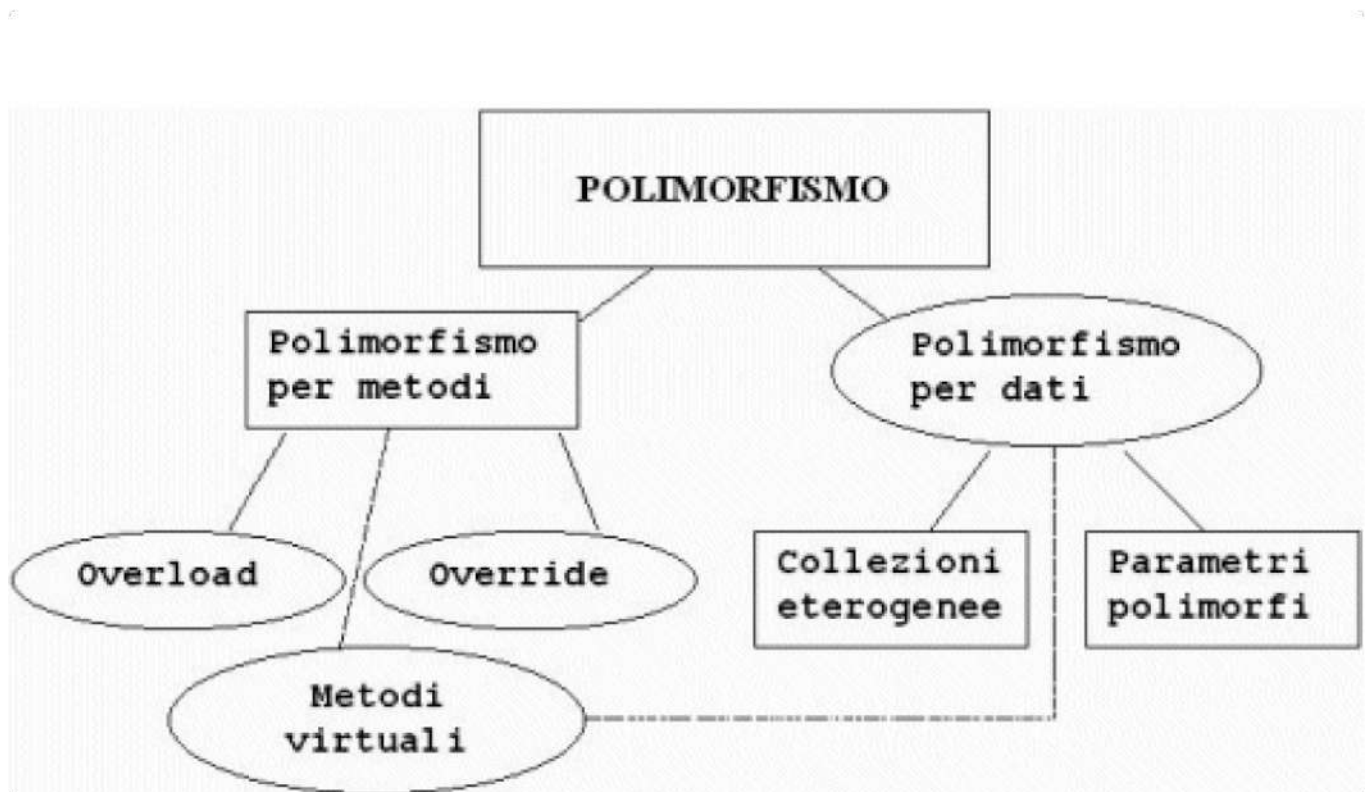 POLIMORFISMO
Polimorfismo
per metodi
Polimorfismo
per dati
Overload
Override
Collezioni
eterogenee
Parametri
polimorfi
Metodi
virtuali